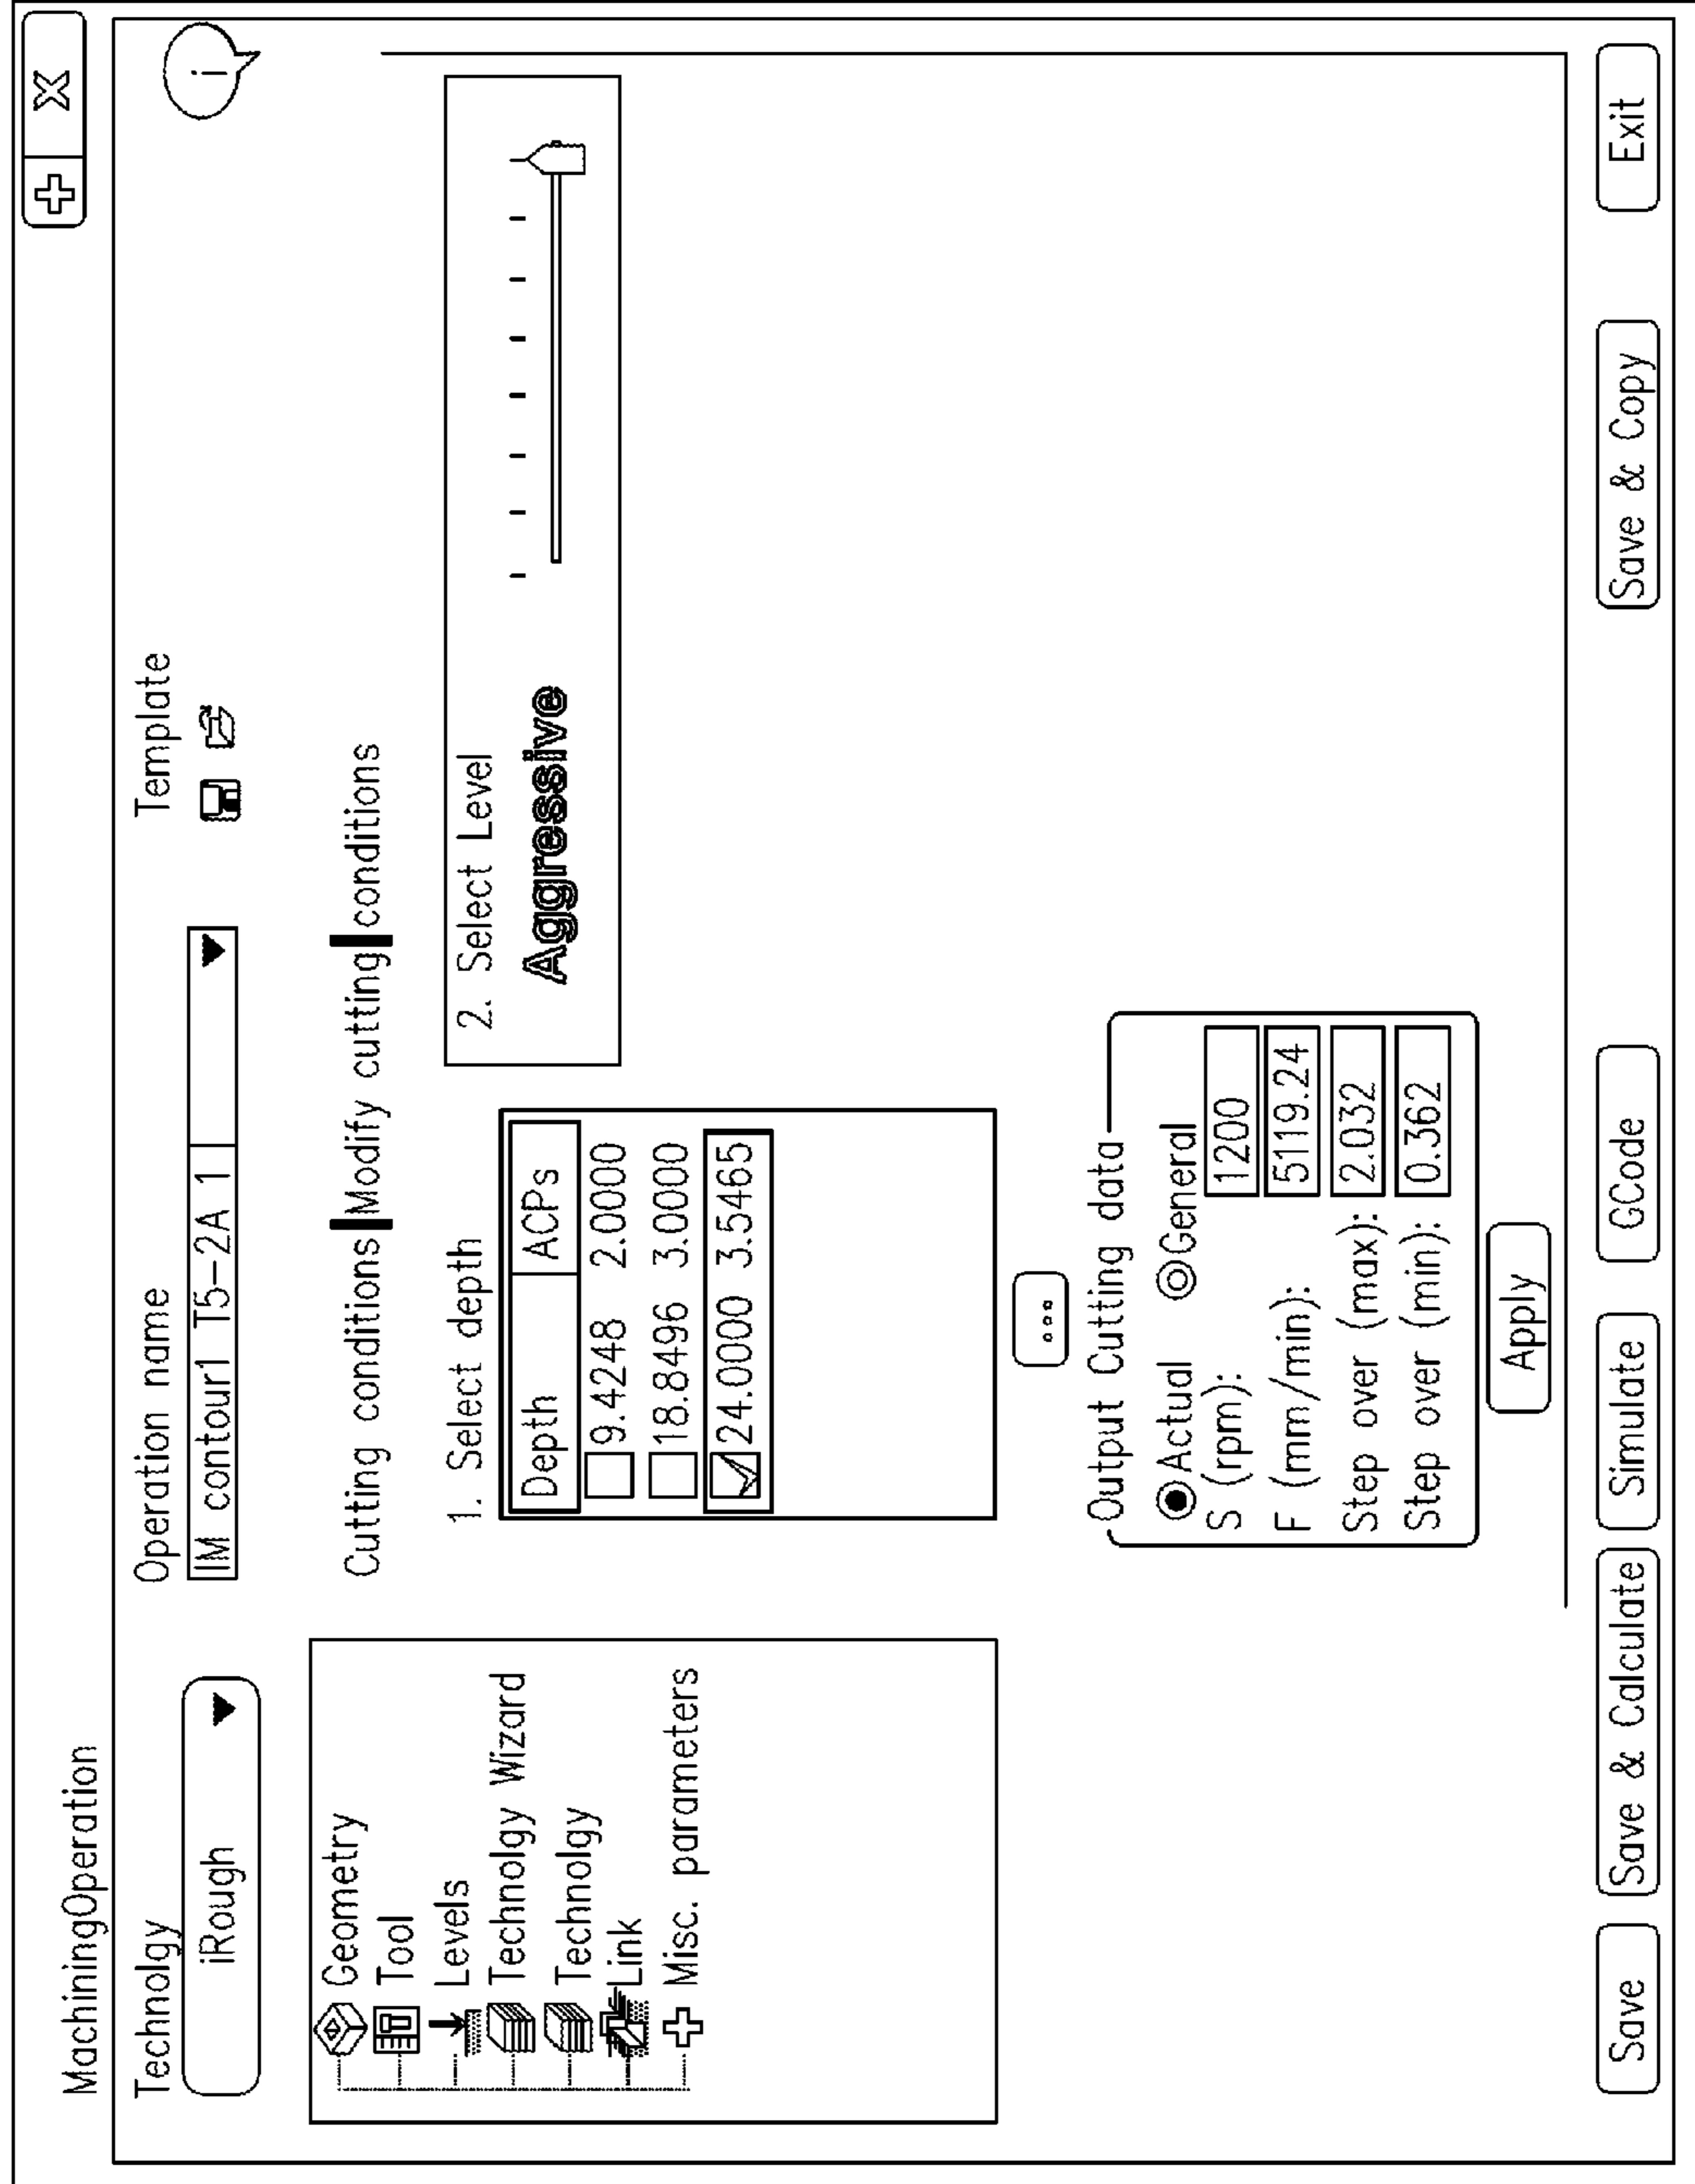 MachiningOperation
Technolgy
iRough
Operation name
IM contour1 T5-2A 1
Template
i
Geometry
Tool
Levels
Technolgy Wizard
Technolgy
Link
Misc. parameters
Cutting conditions Modify cutting conditions
1. Select depth
Depth ACPs
9.4248 2.0000
18.8496 3.0000
24.0000 3.5465
...
2. Select Level
Aggressive
Output Cutting data
Actual General
S (rpm): 1200
F (mm/min): 5119.24
Step over (max): 2.032
Step over (min): 0.362
Apply
Save Save & Calculate Simulate GCode Save & Copy Exit